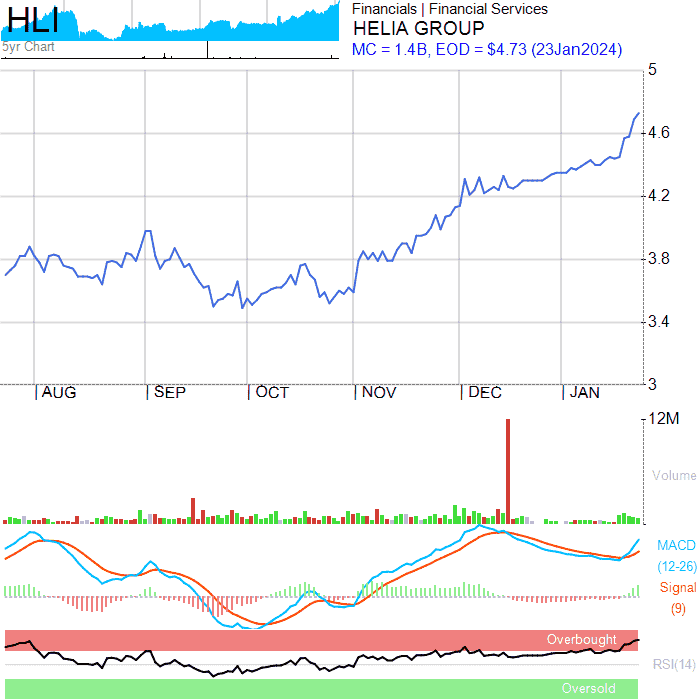 HLI
5yr Chart
Financials | Financial Services
HELIA GROUP
MC = 1.4B, EOD = $4.73 (23Jan2024)
5
4.6
4.2
3.8
3.4
3
AUG SEP OCT NOV DEC JAN
12M
Volume
MACD
(12-26)
Signal
(9)
Overbought
RSI(14)
Oversold